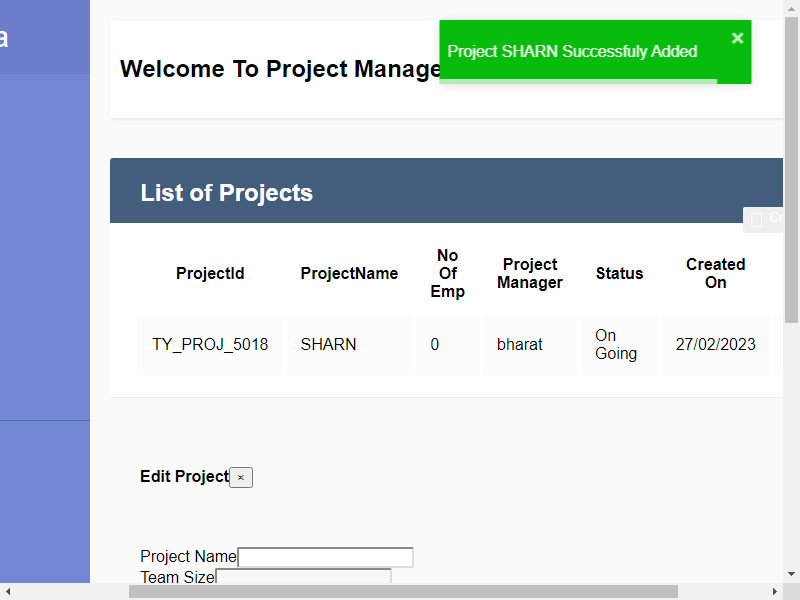 a
Project SHARN Successfuly Added
×
Welcome To Project Manage
List of Projects
Cr
ProjectId ProjectName No Of Emp Project Manager Status Created On
TY_PROJ_5018 SHARN 0 bharat On Going 27/02/2023
Edit Project ×
Project Name
Team Size